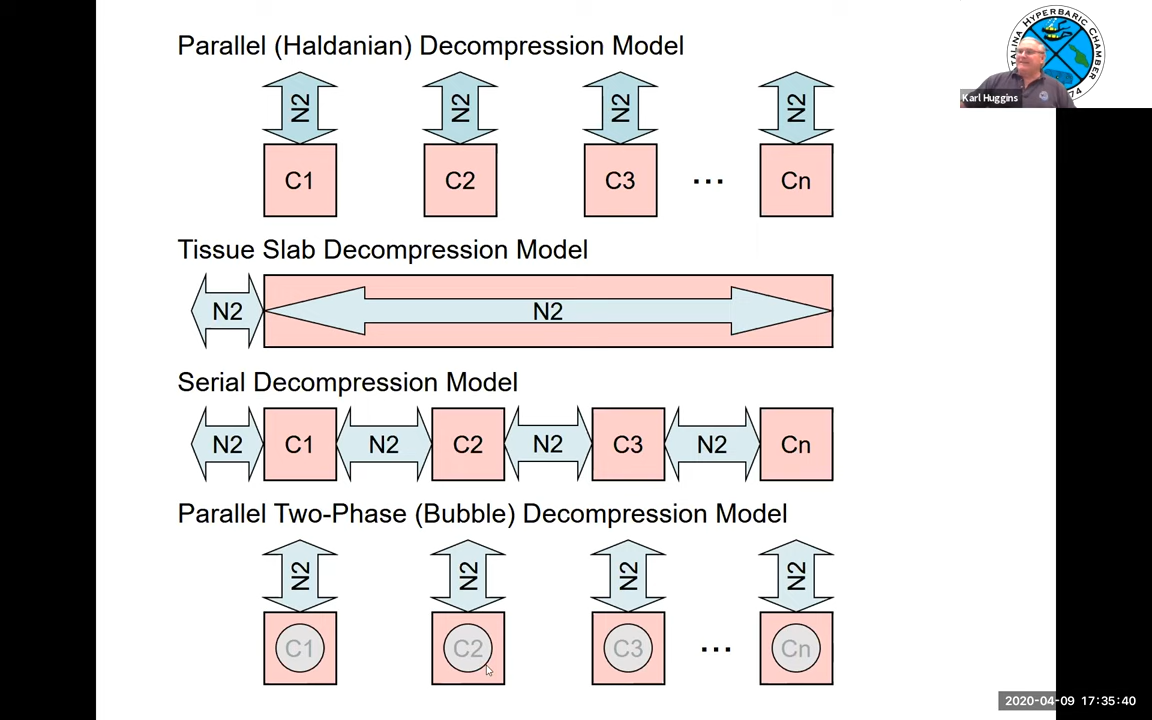 Parallel (Haldanian) Decompression Model
N2 N2 N2 N2
C1 C2 C3 ... Cn
Tissue Slab Decompression Model
N2 N2
Serial Decompression Model
N2 C1 N2 C2 N2 C3 N2 Cn
Parallel Two-Phase (Bubble) Decompression Model
N2 N2 N2 N2
C1 C2 C3 ... Cn
TALINA HYPERBARIC CHAMBER
74
Karl Huggins
2020-04-09 17:35:40